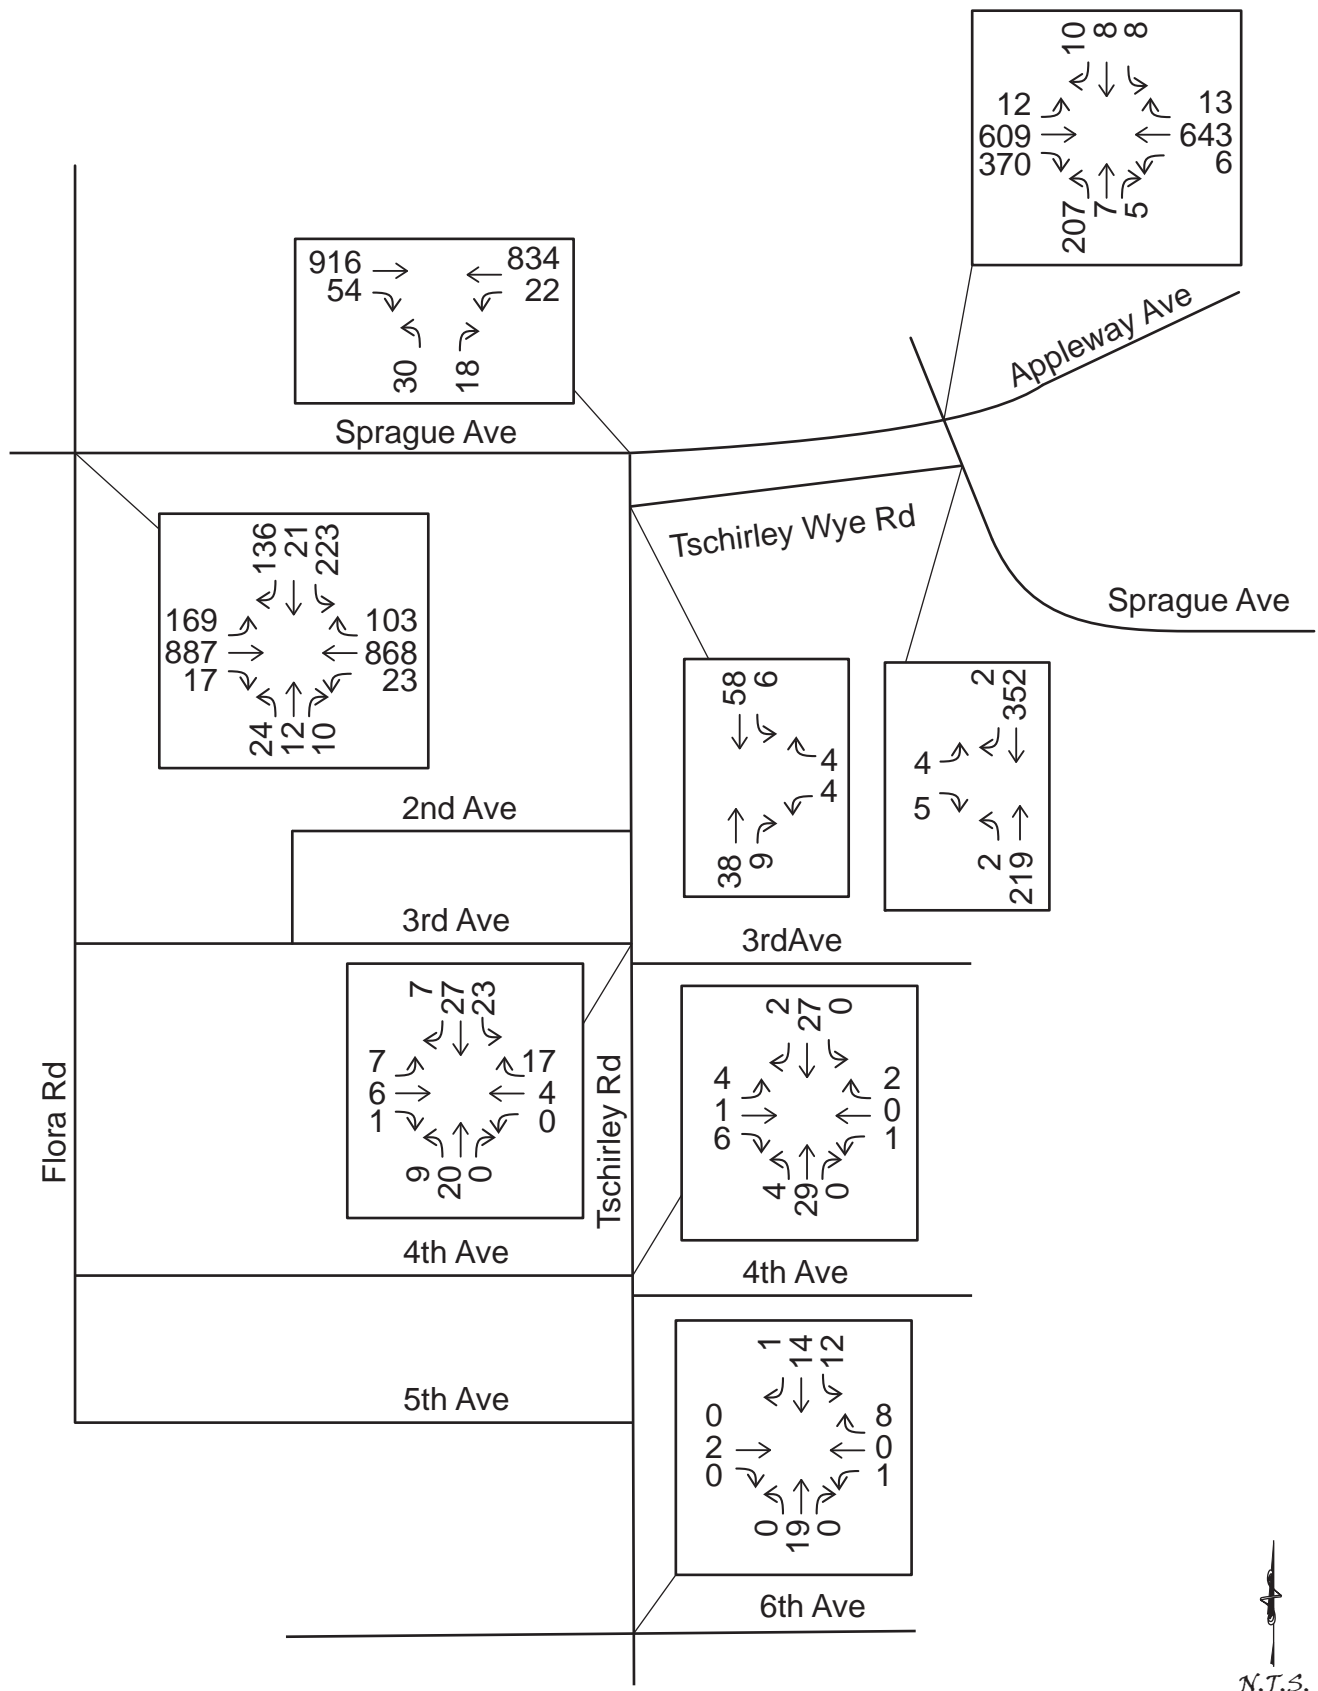 10 8 8
12 13
609 643
370 6
207 7 5
916 834
54 22
30 18
Appleway Ave
Sprague Ave
Tschirley Wye Rd
Sprague Ave
136 21 223
169 103
887 868
17 23
24 12 10
58 6
4
4
38 9
2 352
4
5
2 219
2nd Ave
3rd Ave
3rdAve
7 27 23
7 17
6 4
1 0
9 20 0
2 27 0
4 2
1 0
6 1
4 29 0
Flora Rd
Tschirley Rd
4th Ave
4th Ave
1 14 12
0 8
2 0
0 1
0 19 0
5th Ave
6th Ave
N.T.S.